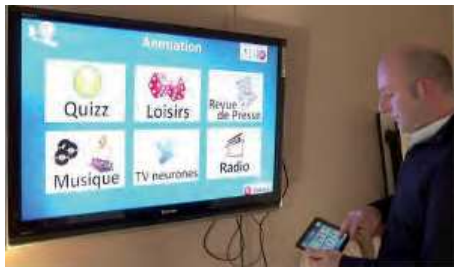 Animation
Quizz
Loisirs
Revue
de Presse
Musique
TV neurones
Radio